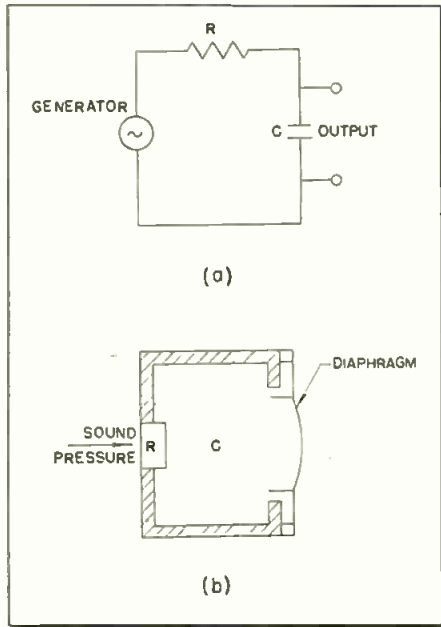 R
GENERATOR
C OUTPUT
(a)
DIAPHRAGM
SOUND
PRESSURE
R
C
(b)